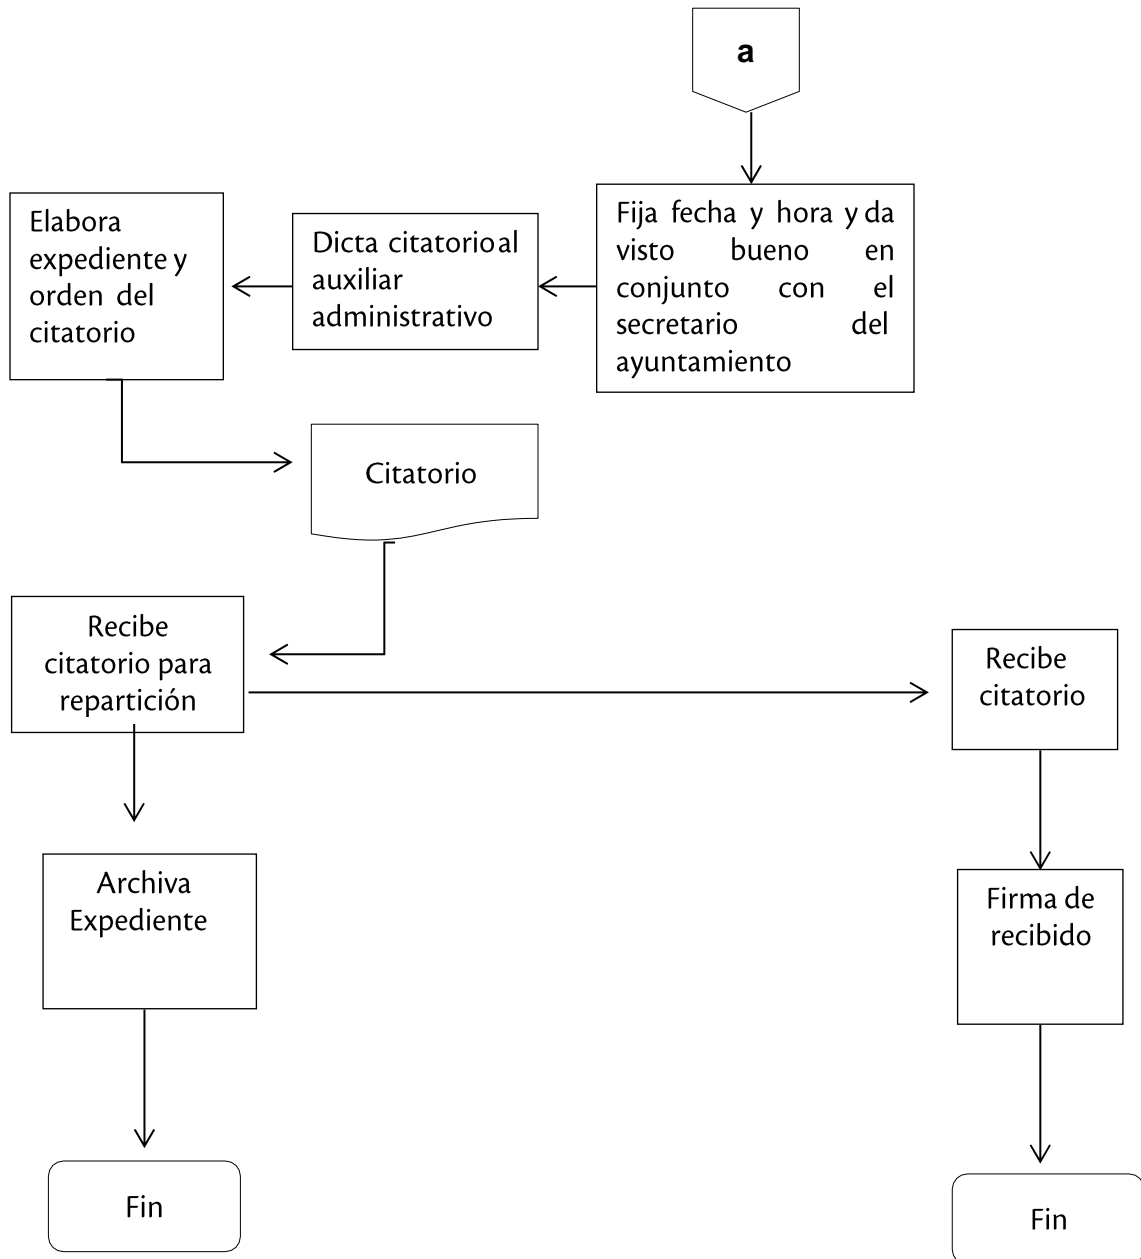 a
Fija fecha y hora y da
visto bueno en
conjunto con el
secretario del
ayuntamiento
Dicta citatorio al
auxiliar
administrativo
Elabora
expediente y
orden del
citatorio
Citatorio
Recibe
citatorio para
repartición
Recibe
citatorio
Archiva
Expediente
Firma de
recibido
Fin
Fin